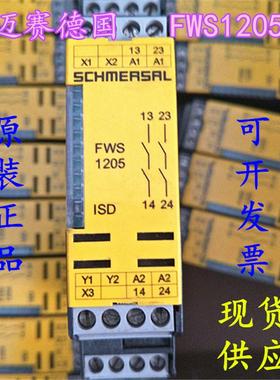 迈赛德国 FWS1205
13 23
X1 X2 A1 A1
SCHMERSAL
13 23
FWS
1205
ISD
14 24
Y1 Y2 A2 A2
X3 14 24
原装正品
可开发票
现货供应